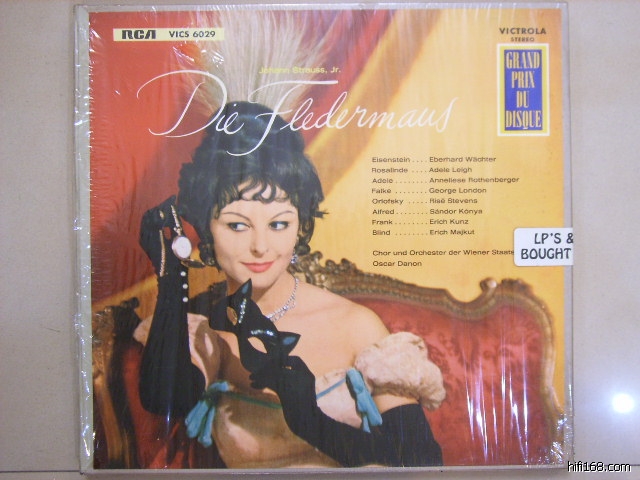 RCA VICS 6029
VICTROLA
STEREO
GRAND
PRIX
DU
DISQUE
Johann Strauss, Jr.
Die Fledermaus
Eisenstein . . . Eberhard Wächter
Rosalinde . . . . Adele Leigh
Adele . . . . . . . . Anneliese Rothenberger
Falke . . . . . . . . George London
Orlofsky . . . . . Risë Stevens
Alfred . . . . . . . Sándor Kónya
Frank . . . . . . . . Erich Kunz
Blind . . . . . . . . Erich Majkut
Chor und Orchester der Wiener Staats
Oscar Danon
LP'S &
BOUGHT
hifi168.com